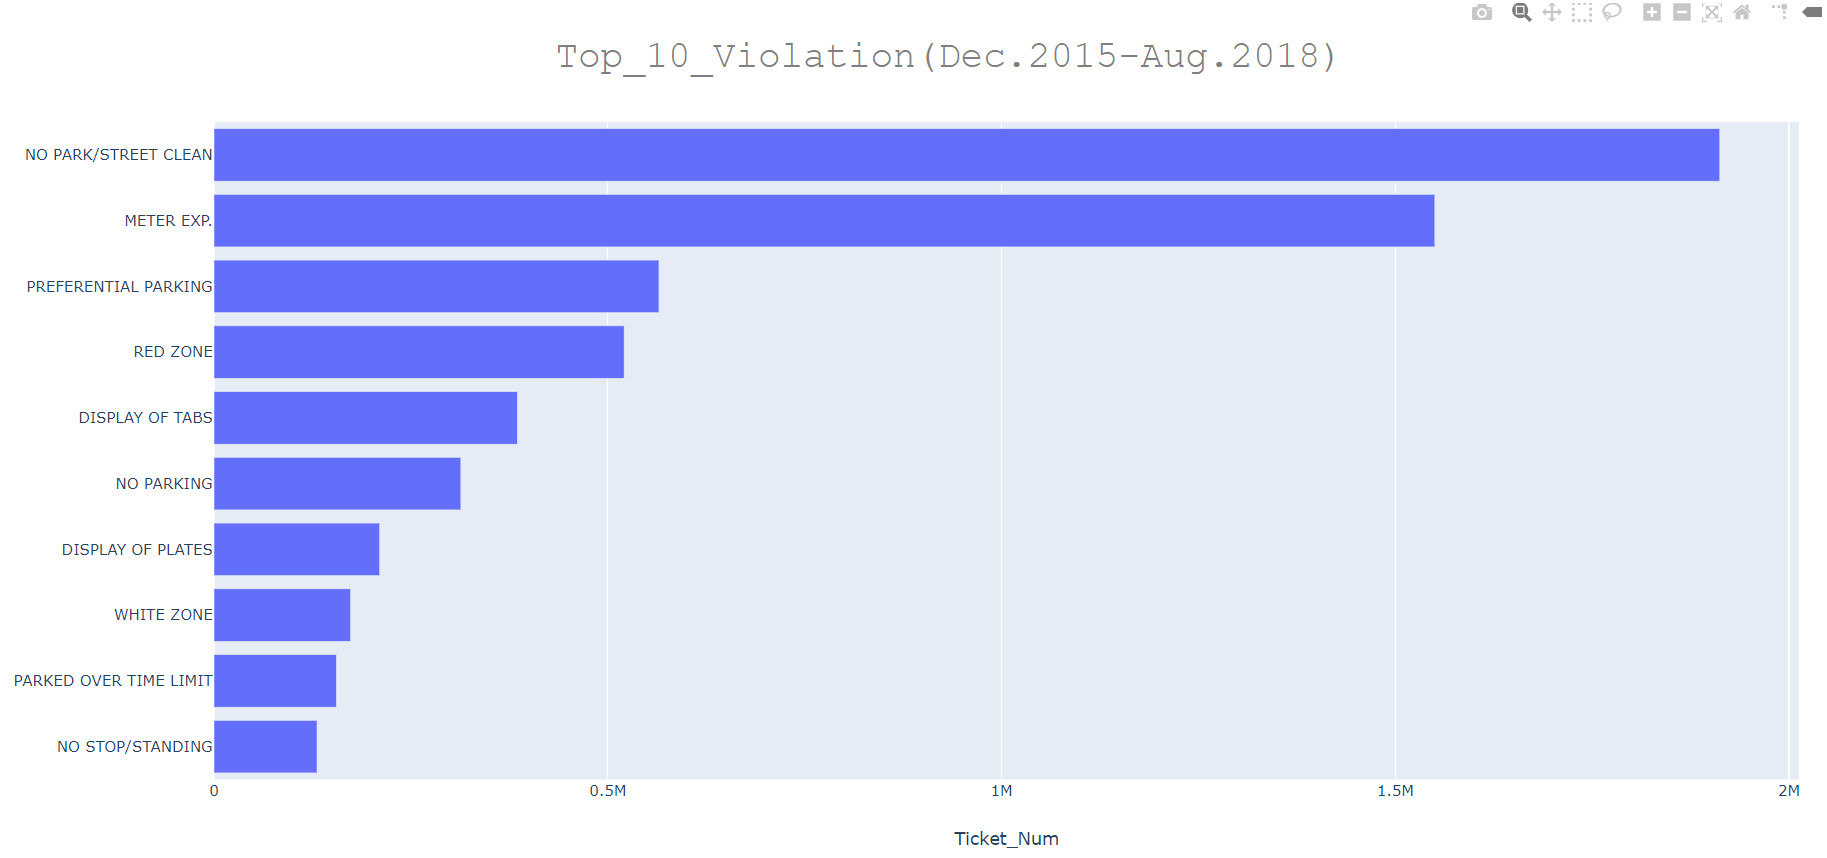 Top_10_Violation(Dec.2015-Aug.2018)
NO PARK/STREET CLEAN
METER EXP.
PREFERENTIAL PARKING
RED ZONE
DISPLAY OF TABS
NO PARKING
DISPLAY OF PLATES
WHITE ZONE
PARKED OVER TIME LIMIT
NO STOP/STANDING
0 0.5M 1M 1.5M 2M
Ticket_Num